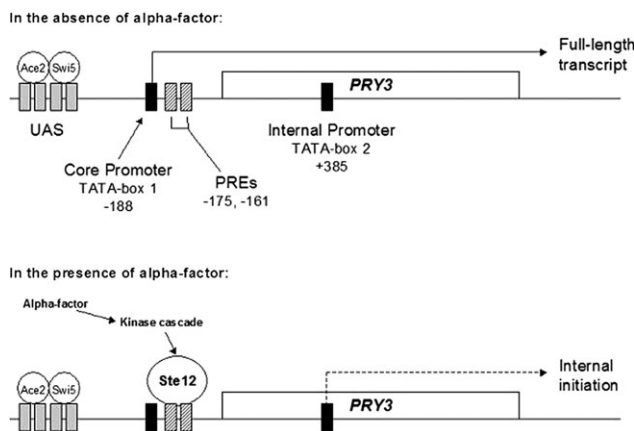 In the absence of alpha-factor:
Full-length
transcript
Ace2 Swi5
PRY3
UAS
Internal Promoter
TATA-box 2
+385
Core Promoter
TATA-box 1
-188
PREs
-175, -161
In the presence of alpha-factor:
Alpha-factor
Kinase cascade
Ste12
Ace2 Swi5
Internal
initiation
PRY3